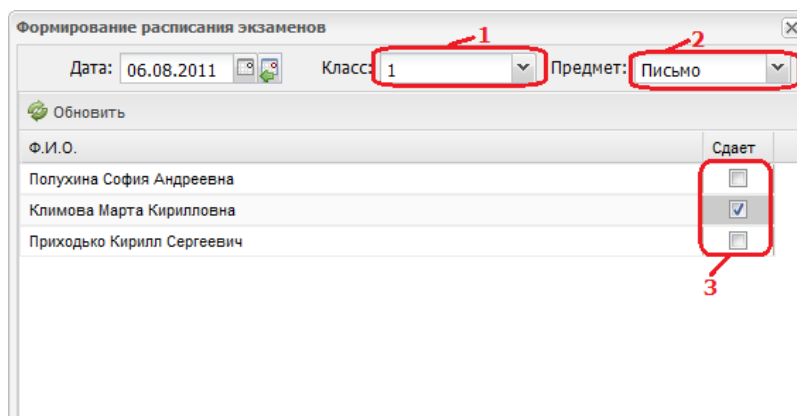 Формирование расписания экзаменов
1
2
Дата: 06.08.2011 Класс: 1 Предмет: Письмо
Обновить
Ф.И.О. Сдает
Полухина София Андреевна
Климова Марта Кирилловна
Приходько Кирилл Сергеевич
3